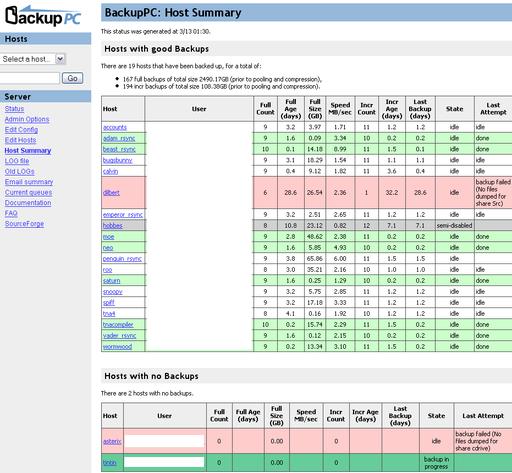 BackupPC
Hosts
Select a host...
Go
Server
Status
Admin Options
Edit Config
Edit Hosts
Host Summary
LOG file
Old LOGs
Email summary
Current queues
Documentation
FAQ
SourceForge
BackupPC: Host Summary
This status was generated at 3/13 01:30.
Hosts with good Backups
There are 19 hosts that have been backed up, for a total of:
167 full backups of total size 2490.17GB (prior to pooling and compression),
194 incr backups of total size 108.38GB (prior to pooling and compression).
Host User Full Count Full Age (days) Full Size (GB) Speed MB/sec Incr Count Incr Age (days) Last Backup (days) State Last Attempt
accounts 9 3.2 3.97 1.71 11 1.2 1.2 idle idle
adam_rsync 9 1.6 0.09 3.34 10 0.2 0.2 idle done
beast_rsync 10 0.1 14.18 8.99 11 1.5 0.1 idle done
bugsbunny 9 3.1 18.29 1.54 11 1.1 1.1 idle idle
calvin 9 0.4 9.12 1.82 11 3.6 0.4 idle idle
dilbert 6 28.6 26.54 2.36 1 32.2 28.6 idle backup failed (No files dumped for share Src)
emperor_rsync 9 3.2 2.51 2.65 11 1.2 1.2 idle idle
hobbes 8 10.8 23.12 0.82 12 7.1 7.1 semi-disabled
moe 9 2.8 48.62 2.38 11 0.2 0.2 idle done
neo 9 1.6 5.85 4.93 10 0.2 0.2 idle done
penguin_rsync 9 3.8 65.86 6.00 11 1.5 1.5 idle
roo 8 3.0 35.21 2.16 10 1.0 1.0 idle idle
saturn 9 1.6 0.25 1.29 10 0.2 0.2 idle done
snoopy 9 3.2 5.75 2.85 11 1.2 1.2 idle idle
spiff 9 3.2 17.18 3.33 11 1.2 1.2 idle idle
tna4 8 4.1 0.16 1.92 10 1.2 1.2 idle idle
tnacompiler 10 0.2 15.74 2.29 11 1.5 0.2 idle done
vader_rsync 9 1.6 0.12 2.15 10 0.2 0.2 idle done
wormwood 9 0.2 13.34 3.10 11 1.5 0.2 idle done
Hosts with no Backups
There are 2 hosts with no backups.
Host User Full Count Full Age (days) Full Size (GB) Speed MB/sec Incr Count Incr Age (days) Last Backup (days) State Last Attempt
asterix 0 0.00 0 idle backup failed (No files dumped for share cdrive)
tintin 0 0.00 0 backup in progress